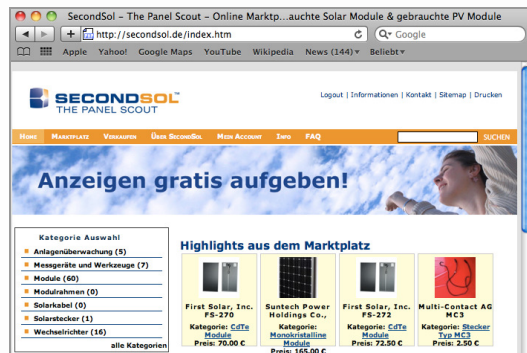 SecondSol – The Panel Scout – Online Marktp...auchte Solar Module & gebrauchte PV Module
http://secondsol.de/index.htm
Google
Apple Yahoo! Google Maps YouTube Wikipedia News (144) Beliebt
SECONDSOL™
THE PANEL SCOUT
Logout | Informationen | Kontakt | Sitemap | Drucken
Home Marktplatz Verkaufen Über SecondSol Mein Account Info FAQ SUCHEN
Anzeigen gratis aufgeben!
Kategorie Auswahl
Anlagenüberwachung (5)
Messgeräte und Werkzeuge (7)
Module (60)
Modulrahmen (0)
Solarkabel (0)
Solarstecker (1)
Wechselrichter (16)
alle Kategorien
Highlights aus dem Marktplatz
First Solar, Inc.
FS-270
Kategorie: CdTe
Module
Preis: 70.00 €
Suntech Power
Holdings Co.,
Kategorie:
Monokristalline
Module
Preis: 165.00 €
First Solar, Inc.
FS-272
Kategorie: CdTe
Module
Preis: 72.50 €
Multi-Contact AG
MC3
Kategorie: Stecker
Typ MC3
Preis: 2.50 €